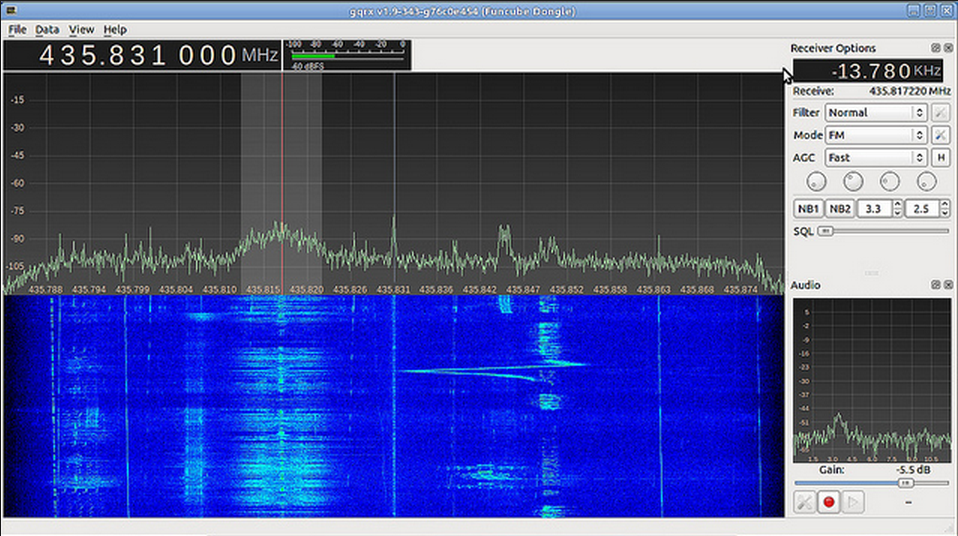 gqrx v1.9-343-g76c0e454 (Funcube Dongle)
File Data View Help
435.831 000 MHz
-100 -80 -60 -40 -20 0
-60 dBFS
Receiver Options
-13.780 KHz
Receive: 435.817220 MHz
Filter Normal
Mode FM
AGC Fast H
NB1 NB2 3.3 2.5
SQL
-15
-30
-45
-60
-75
-90
-105
435.788 435.794 435.799 435.804 435.810 435.815 435.820 435.826 435.831 435.836 435.842 435.847 435.852 435.858 435.863 435.868 435.874
Audio
5
-2
-9
-16
-23
-30
-37
-44
-51
1.5 3.0 4.5 6.0 7.5 9.0 10.5
Gain: -5.5 dB
--